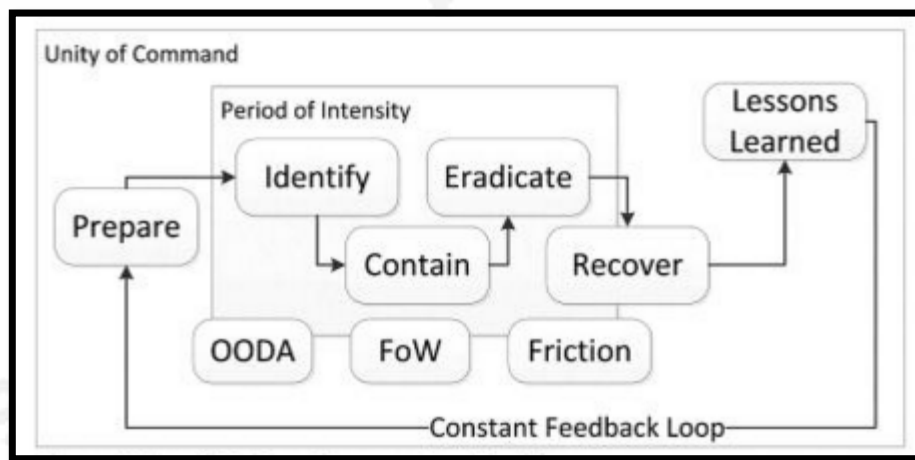 Unity of Command
Period of Intensity
Lessons
Learned
Identify
Eradicate
Prepare
Contain
Recover
OODA
FoW
Friction
Constant Feedback Loop